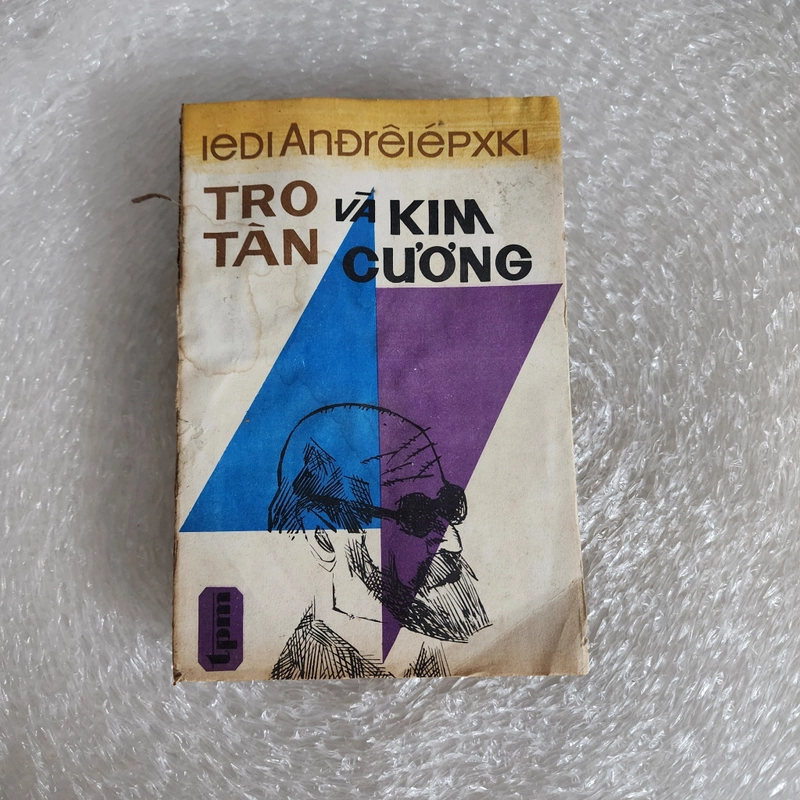 IEDI ANĐRÊIÉPXKI
TRO VÀ KIM
TÀN CƯƠNG
tpm